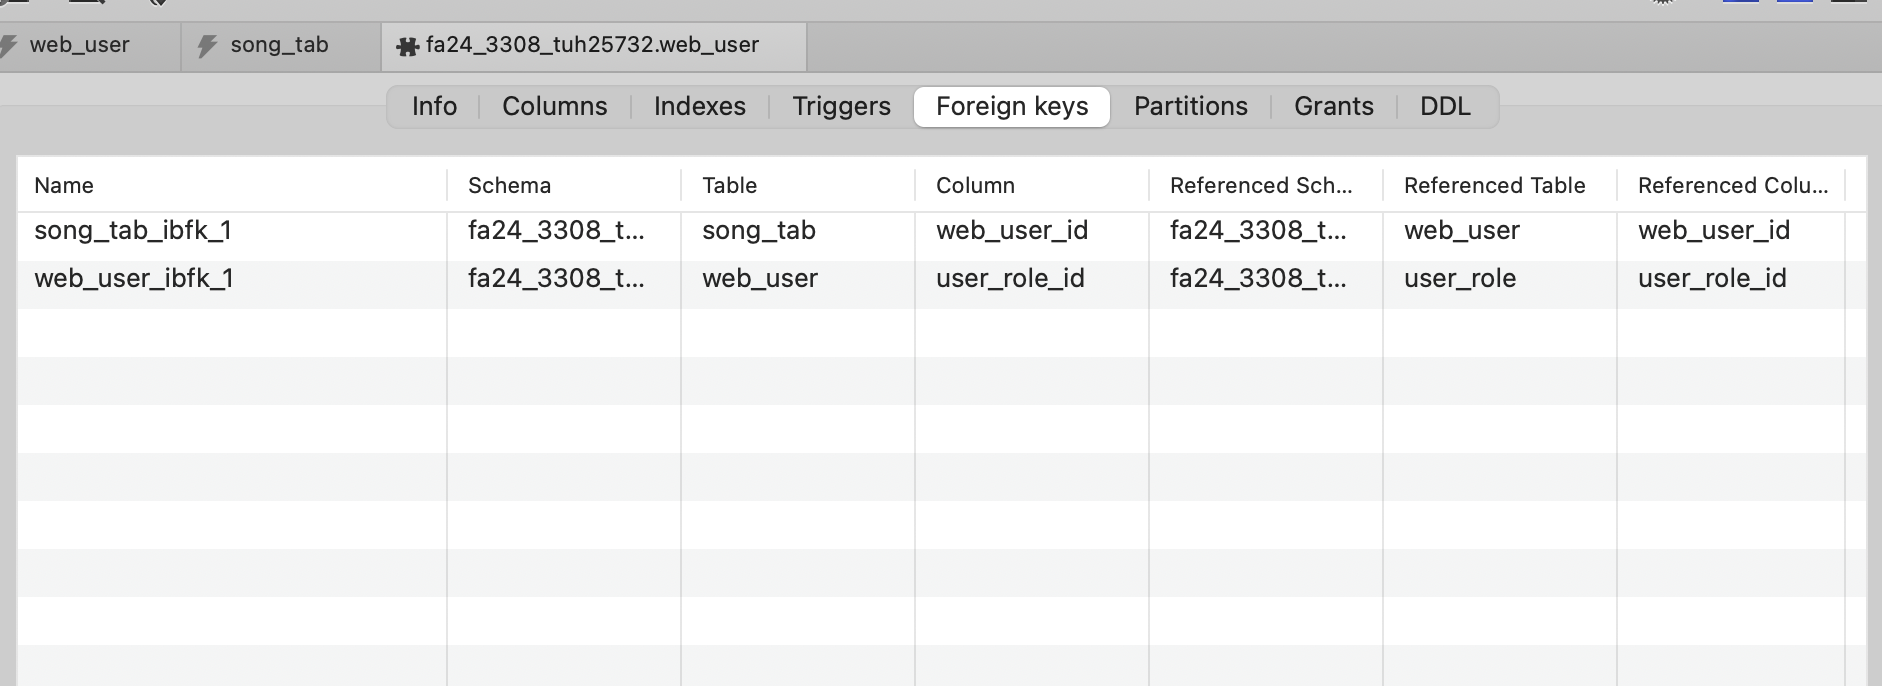 web_user song_tab fa24_3308_tuh25732.web_user
Info Columns Indexes Triggers Foreign keys Partitions Grants DDL
Name Schema Table Column Referenced Sch... Referenced Table Referenced Colu...
song_tab_ibfk_1 fa24_3308_t... song_tab web_user_id fa24_3308_t... web_user web_user_id
web_user_ibfk_1 fa24_3308_t... web_user user_role_id fa24_3308_t... user_role user_role_id